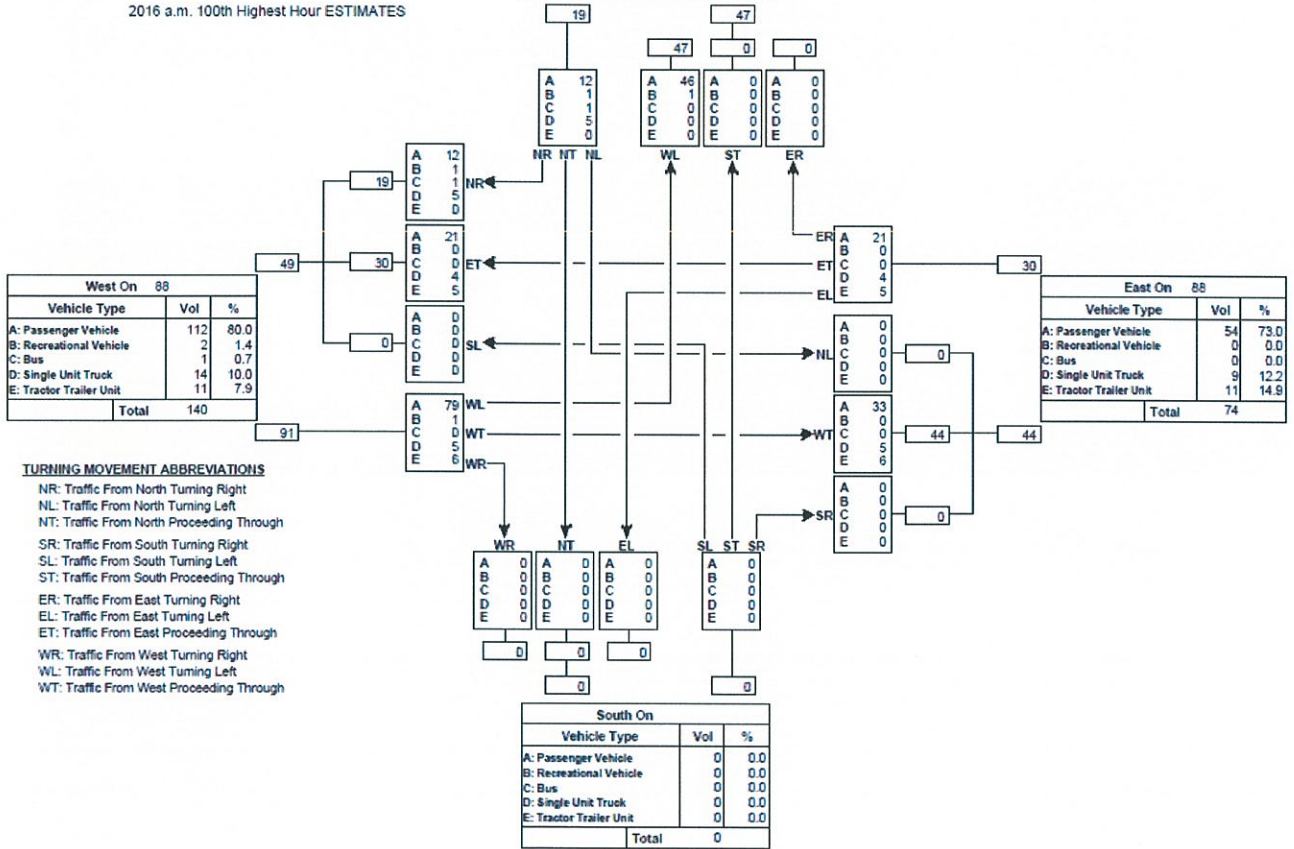 2016 a.m. 100th Highest Hour ESTIMATES
19
47
47 0 0
A 12
B 1
C 1
D 5
E 0
A 46
B 1
C 0
D 0
E 0
A 0
B 0
C 0
D 0
E 0
A 0
B 0
C 0
D 0
E 0
NR NT NL
WL ST ER
19
A 12
B 1
C 1
D 5
E 0
NR
49
30
A 21
B 0
C 0
D 4
E 5
ET
0
A 0
B 0
C 0
D 0
E 0
SL
91
A 79
B 1
C 0
D 5
E 6
WL
WT
WR
West On 88
Vehicle Type Vol %
A: Passenger Vehicle 112 80.0
B: Recreational Vehicle 2 1.4
C: Bus 1 0.7
D: Single Unit Truck 14 10.0
E: Tractor Trailer Unit 11 7.9
Total 140
ER
ET
EL
A 21
B 0
C 0
D 4
E 5
30
NL
A 0
B 0
C 0
D 0
E 0
0
WT
A 33
B 0
C 0
D 5
E 6
44
44
SR
A 0
B 0
C 0
D 0
E 0
0
East On 88
Vehicle Type Vol %
A: Passenger Vehicle 54 73.0
B: Recreational Vehicle 0 0.0
C: Bus 0 0.0
D: Single Unit Truck 9 12.2
E: Tractor Trailer Unit 11 14.9
Total 74
TURNING MOVEMENT ABBREVIATIONS
NR: Traffic From North Turning Right
NL: Traffic From North Turning Left
NT: Traffic From North Proceeding Through
SR: Traffic From South Turning Right
SL: Traffic From South Turning Left
ST: Traffic From South Proceeding Through
ER: Traffic From East Turning Right
EL: Traffic From East Turning Left
ET: Traffic From East Proceeding Through
WR: Traffic From West Turning Right
WL: Traffic From West Turning Left
WT: Traffic From West Proceeding Through
WR NT EL
SL ST SR
A 0
B 0
C 0
D 0
E 0
A 0
B 0
C 0
D 0
E 0
A 0
B 0
C 0
D 0
E 0
A 0
B 0
C 0
D 0
E 0
0 0 0
0 0
South On
Vehicle Type Vol %
A: Passenger Vehicle 0 0.0
B: Recreational Vehicle 0 0.0
C: Bus 0 0.0
D: Single Unit Truck 0 0.0
E: Tractor Trailer Unit 0 0.0
Total 0